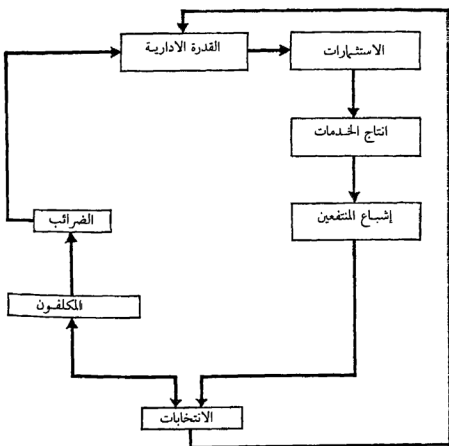 القدرة الادارية
الاستثمارات
انتاج الخدمات
إشباع المنتفعين
الضرائب
المكلفون
الانتخابات